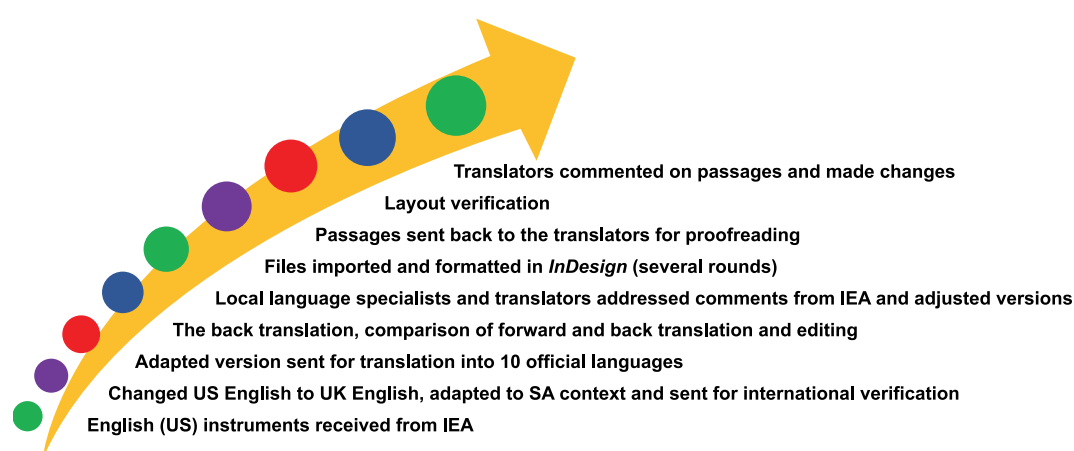 Translators commented on passages and made changes
Layout verification
Passages sent back to the translators for proofreading
Files imported and formatted in InDesign (several rounds)
Local language specialists and translators addressed comments from IEA and adjusted versions
The back translation, comparison of forward and back translation and editing
Adapted version sent for translation into 10 official languages
Changed US English to UK English, adapted to SA context and sent for international verification
English (US) instruments received from IEA